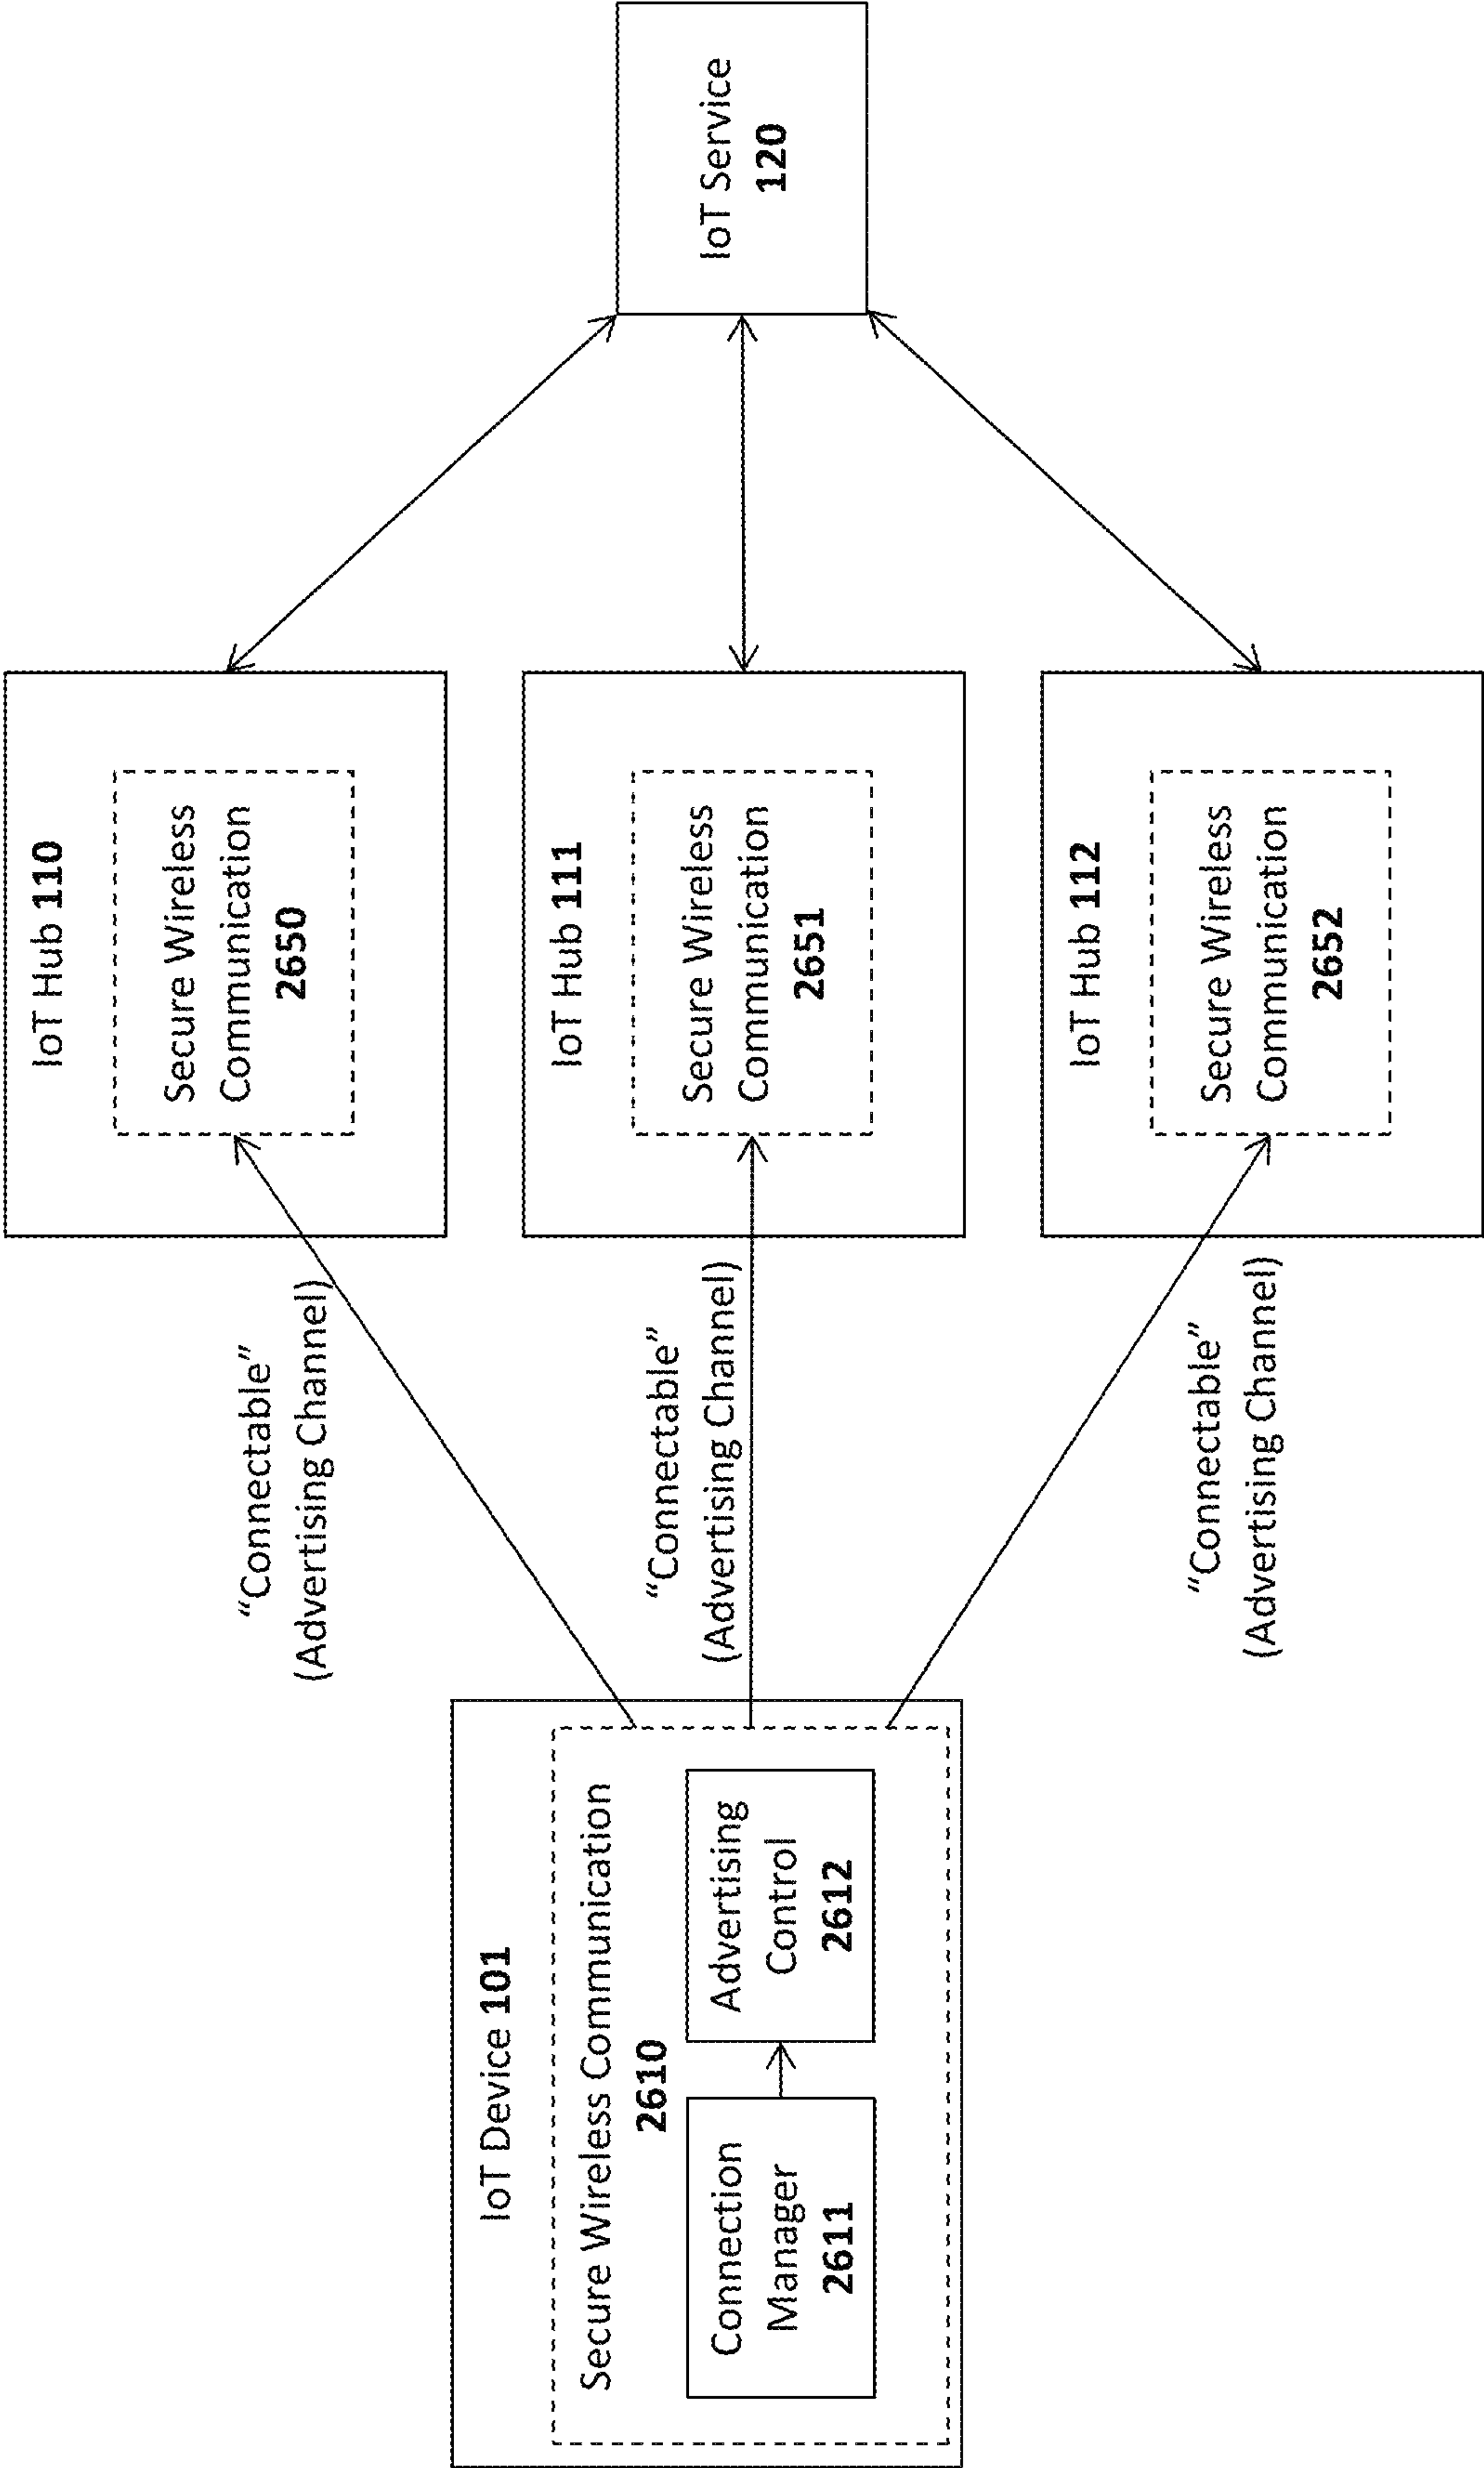 IoT Device 101
Secure Wireless Communication
2610
Connection
Manager
2611
Advertising
Control
2612
“Connectable”
(Advertising Channel)
“Connectable”
(Advertising Channel)
“Connectable”
(Advertising Channel)
IoT Hub 110
Secure Wireless
Communication
2650
IoT Hub 111
Secure Wireless
Communication
2651
IoT Hub 112
Secure Wireless
Communication
2652
IoT Service
120